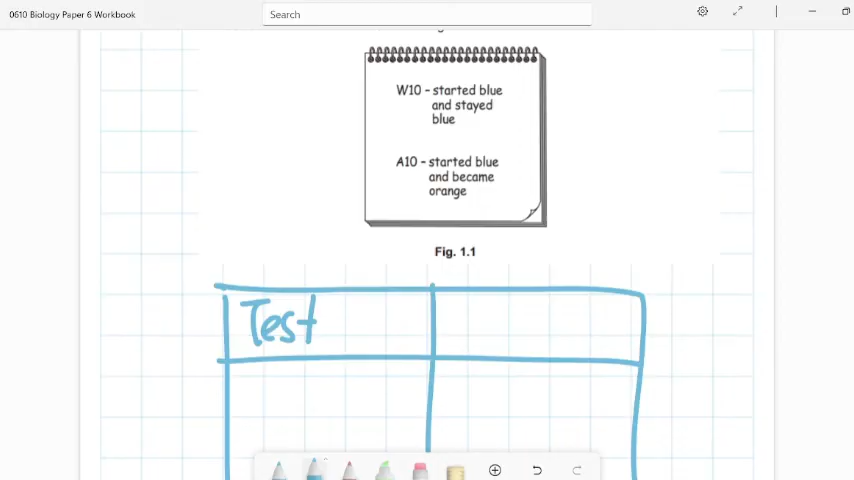 0610 Biology Paper 6 Workbook
Search
W10 - started blue
and stayed
blue
A10 - started blue
and became
orange
Fig. 1.1
Test